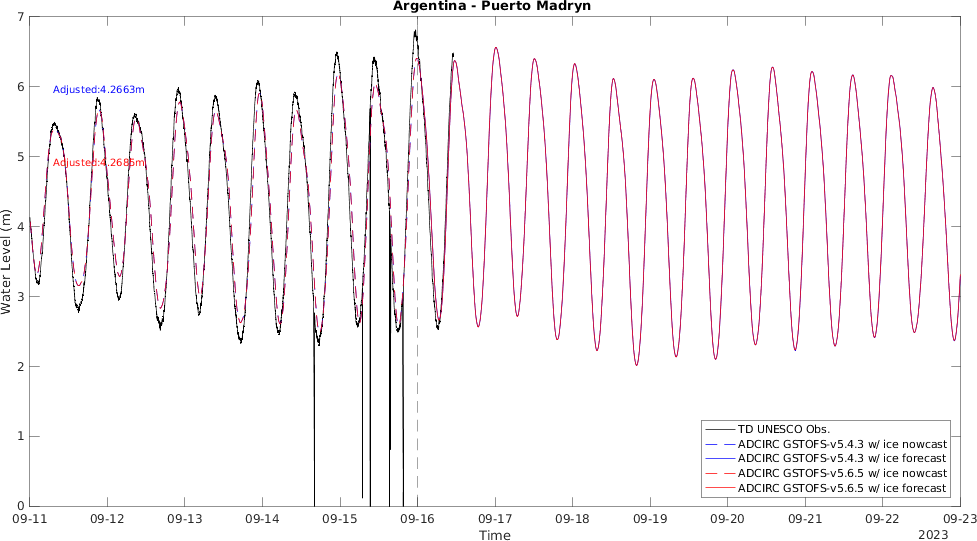 Argentina - Puerto Madryn
7
6
5
4
3
2
1
0
Water Level (m)
Adjusted:4.2663m
Adjusted:4.2685m
TD UNESCO Obs.
ADCIRC GSTOFS-v5.4.3 w/ ice nowcast
ADCIRC GSTOFS-v5.4.3 w/ ice forecast
ADCIRC GSTOFS-v5.6.5 w/ ice nowcast
ADCIRC GSTOFS-v5.6.5 w/ ice forecast
09-11 09-12 09-13 09-14 09-15 09-16 09-17 09-18 09-19 09-20 09-21 09-22 09-23
Time
2023